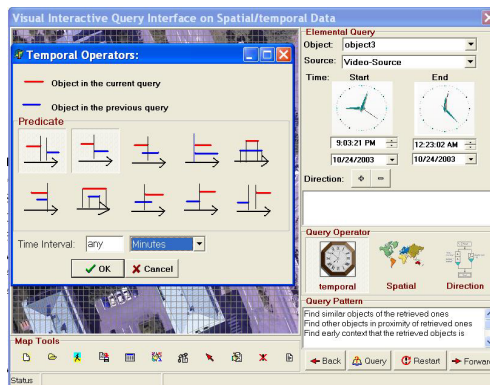 Visual Interactive Query Interface on Spatial/temporal Data
Temporal Operators:
Object in the current query
Object in the previous query
Predicate
Time Interval: any Minutes
OK Cancel
Elemental Query
Object: object3
Source: Video-Source
Time: Start End
9:03:21 PM 12:23:02 AM
10/24/2003 10/24/2003
Direction:
Query Operator
temporal Spatial Direction
Query Pattern
Find similar objects of the retrieved ones
Find other objects in proximity of retrieved ones
Find early context that the retrieved objects is
Map Tools
Back Query Restart Forward
Status